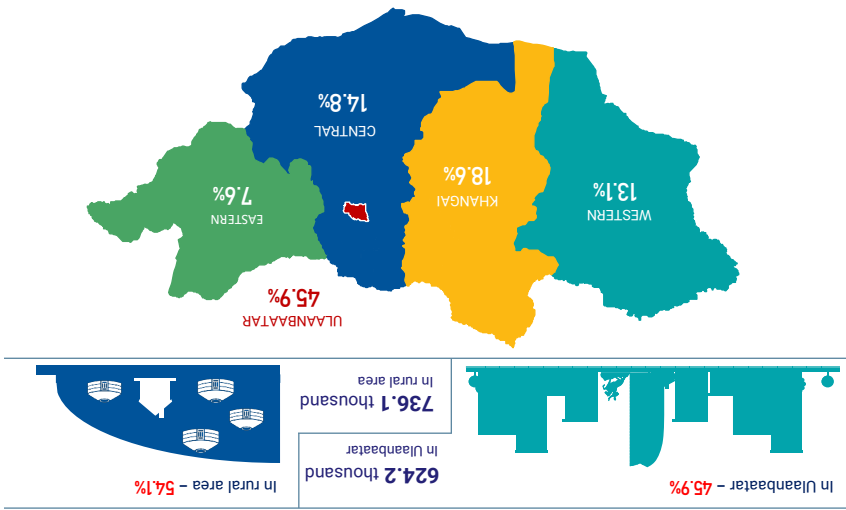 In Ulaanbaatar – 45.9%
624.2 thousand
In Ulaanbaatar
736.1 thousand
In rural area
In rural area – 54.1%
ULAANBAATAR
45.9%
WESTERN
13.1%
KHANGAI
18.6%
CENTRAL
14.8%
EASTERN
7.6%